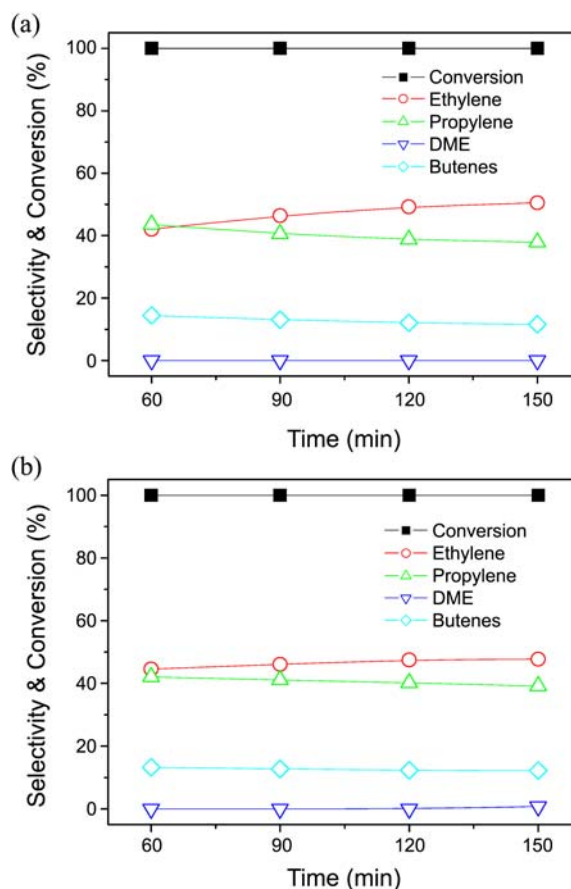 (a)
Selectivity & Conversion (%)
100
80
60
40
20
0
Conversion
Ethylene
Propylene
DME
Butenes
60 90 120 150
Time (min)
(b)
Selectivity & Conversion (%)
100
80
60
40
20
0
Conversion
Ethylene
Propylene
DME
Butenes
60 90 120 150
Time (min)